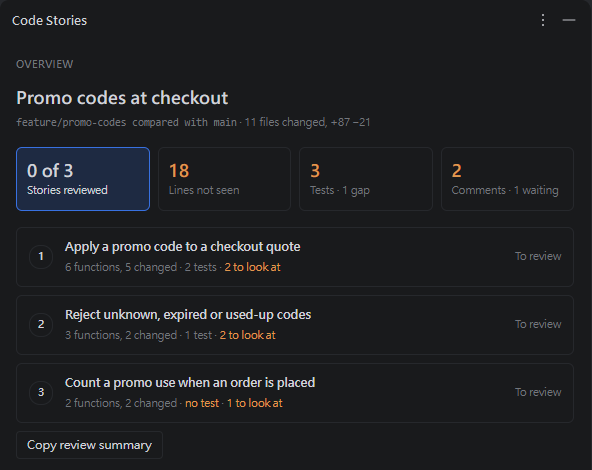 Code Stories
OVERVIEW
Promo codes at checkout
feature/promo-codes compared with main · 11 files changed, +87 −21
0 of 3
Stories reviewed
18
Lines not seen
3
Tests · 1 gap
2
Comments · 1 waiting
1
Apply a promo code to a checkout quote
6 functions, 5 changed · 2 tests · 2 to look at
To review
2
Reject unknown, expired or used-up codes
3 functions, 2 changed · 1 test · 2 to look at
To review
3
Count a promo use when an order is placed
2 functions, 2 changed · no test · 1 to look at
To review
Copy review summary